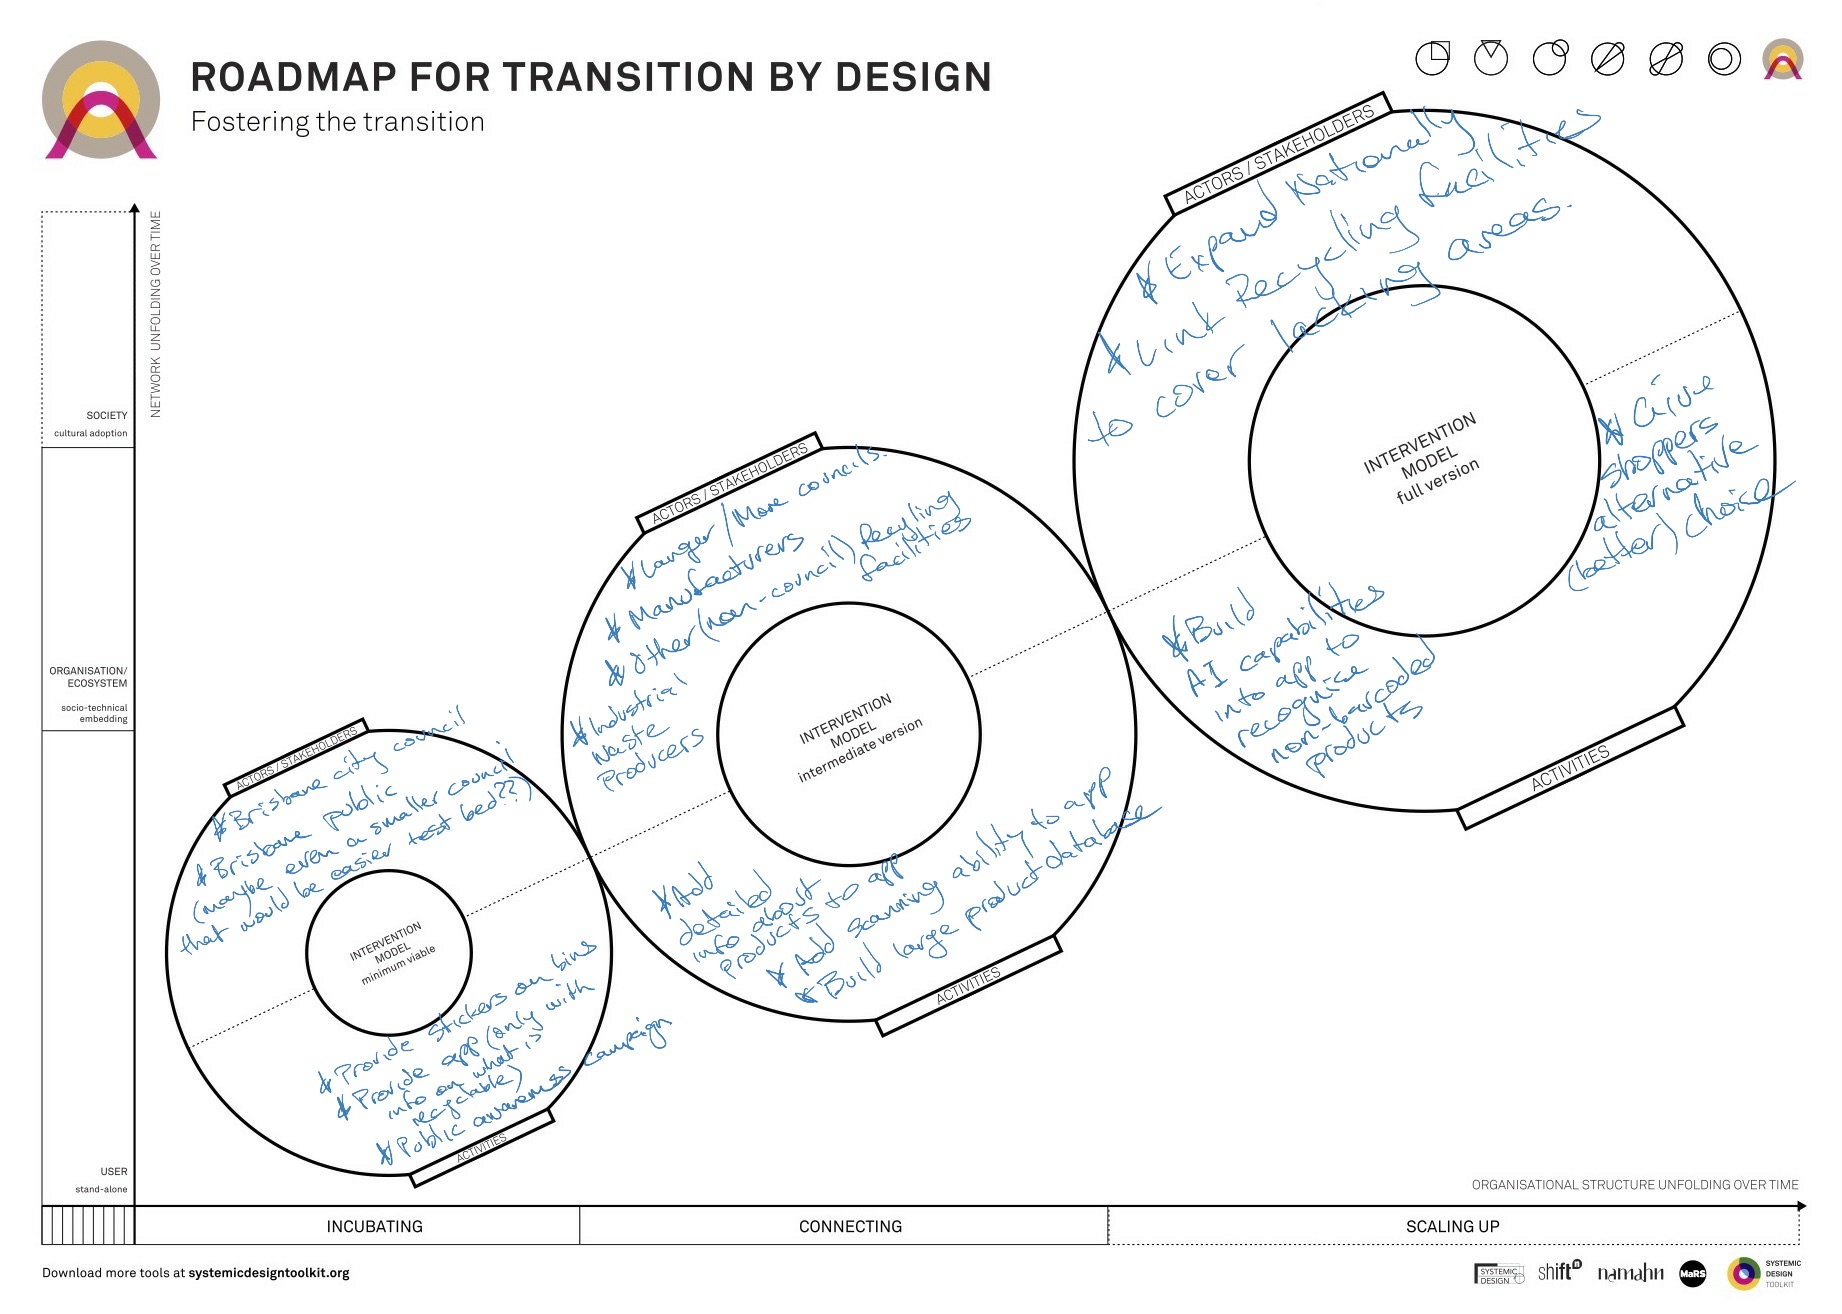 ROADMAP FOR TRANSITION BY DESIGN
Fostering the transition
NETWORK UNFOLDING OVER TIME
SOCIETY
cultural adoption
ORGANISATION/
ECOSYSTEM
socio-technical
embedding
USER
stand-alone
ACTORS / STAKEHOLDERS
* Brisbane city council
* Brisbane public
(maybe even a smaller council
that would be easier test bed??)
INTERVENTION
MODEL
minimum viable
* Provide stickers on bins
* Provide app (only with
info on what is
recyclable)
* Public awareness campaign
ACTIVITIES
ACTORS / STAKEHOLDERS
* Larger / More councils.
* Manufacturers
* Other (non-council) Recyling
facilities
* Industrial
Waste
Producers
INTERVENTION
MODEL
intermediate version
* Add
detailed
info about
products to app
* Add scanning ability to app
* Build large product database
ACTIVITIES
ACTORS / STAKEHOLDERS
* Expand Nationally
* Link Recycling facilities
to cover lacking areas.
INTERVENTION
MODEL
full version
* Give
shoppers
alternative
(better) choice
* Build
AI capabilities
into app to
recognise
non-barcoded
products
ACTIVITIES
ORGANISATIONAL STRUCTURE UNFOLDING OVER TIME
INCUBATING
CONNECTING
SCALING UP
Download more tools at systemicdesigntoolkit.org
SYSTEMIC
DESIGN
shiftn
namahn
MaRS
SYSTEMIC
DESIGN
TOOLKIT